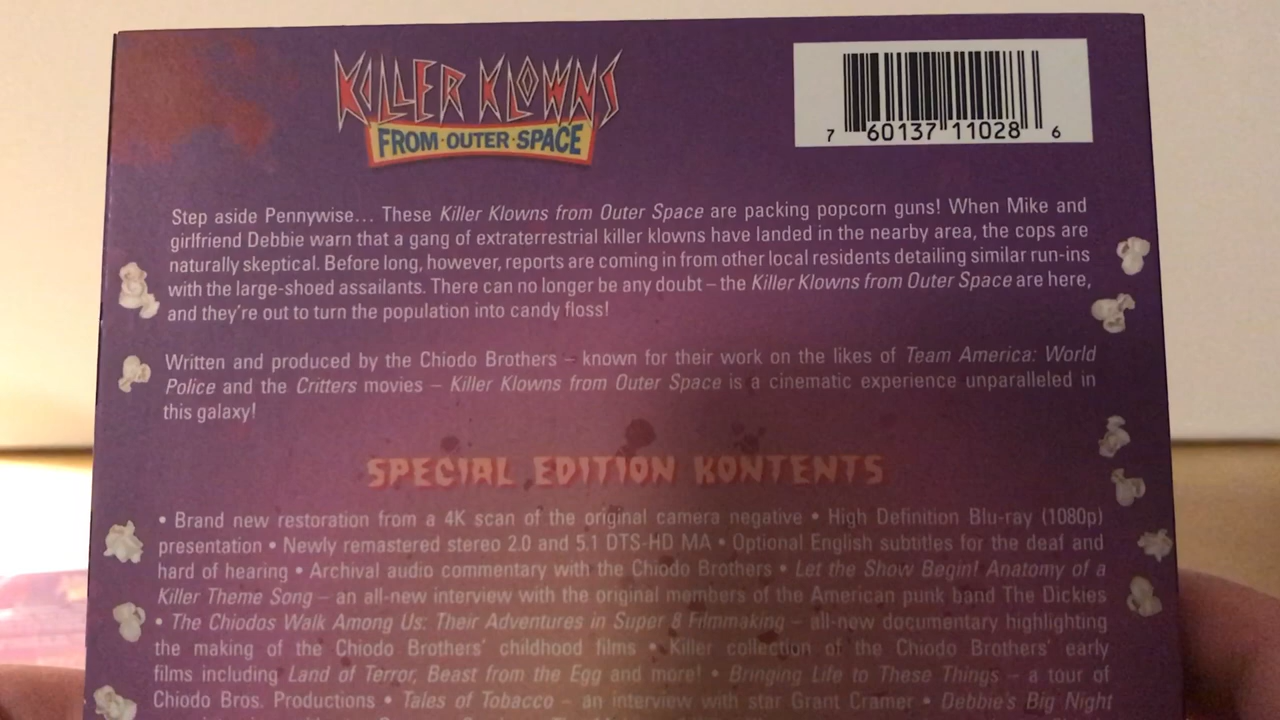 KILLER KLOWNS
FROM·OUTER·SPACE
7 60137 11028 6
Step aside Pennywise... These Killer Klowns from Outer Space are packing popcorn guns! When Mike and
girlfriend Debbie warn that a gang of extraterrestrial killer klowns have landed in the nearby area, the cops are
naturally skeptical. Before long, however, reports are coming in from other local residents detailing similar run-ins
with the large-shoed assailants. There can no longer be any doubt – the Killer Klowns from Outer Space are here,
and they're out to turn the population into candy floss!
Written and produced by the Chiodo Brothers – known for their work on the likes of Team America: World
Police and the Critters movies – Killer Klowns from Outer Space is a cinematic experience unparalleled in
this galaxy!
SPECIAL EDITION KONTENTS
• Brand new restoration from a 4K scan of the original camera negative • High Definition Blu-ray (1080p)
presentation • Newly remastered stereo 2.0 and 5.1 DTS-HD MA • Optional English subtitles for the deaf and
hard of hearing • Archival audio commentary with the Chiodo Brothers • Let the Show Begin! Anatomy of a
Killer Theme Song – an all-new interview with the original members of the American punk band The Dickies
• The Chiodos Walk Among Us: Their Adventures in Super 8 Filmmaking – all-new documentary highlighting
the making of the Chiodo Brothers' childhood films • Killer collection of the Chiodo Brothers' early
films including Land of Terror, Beast from the Egg and more! • Bringing Life to These Things – a tour of
Chiodo Bros. Productions • Tales of Tobacco – an interview with star Grant Cramer • Debbie's Big Night